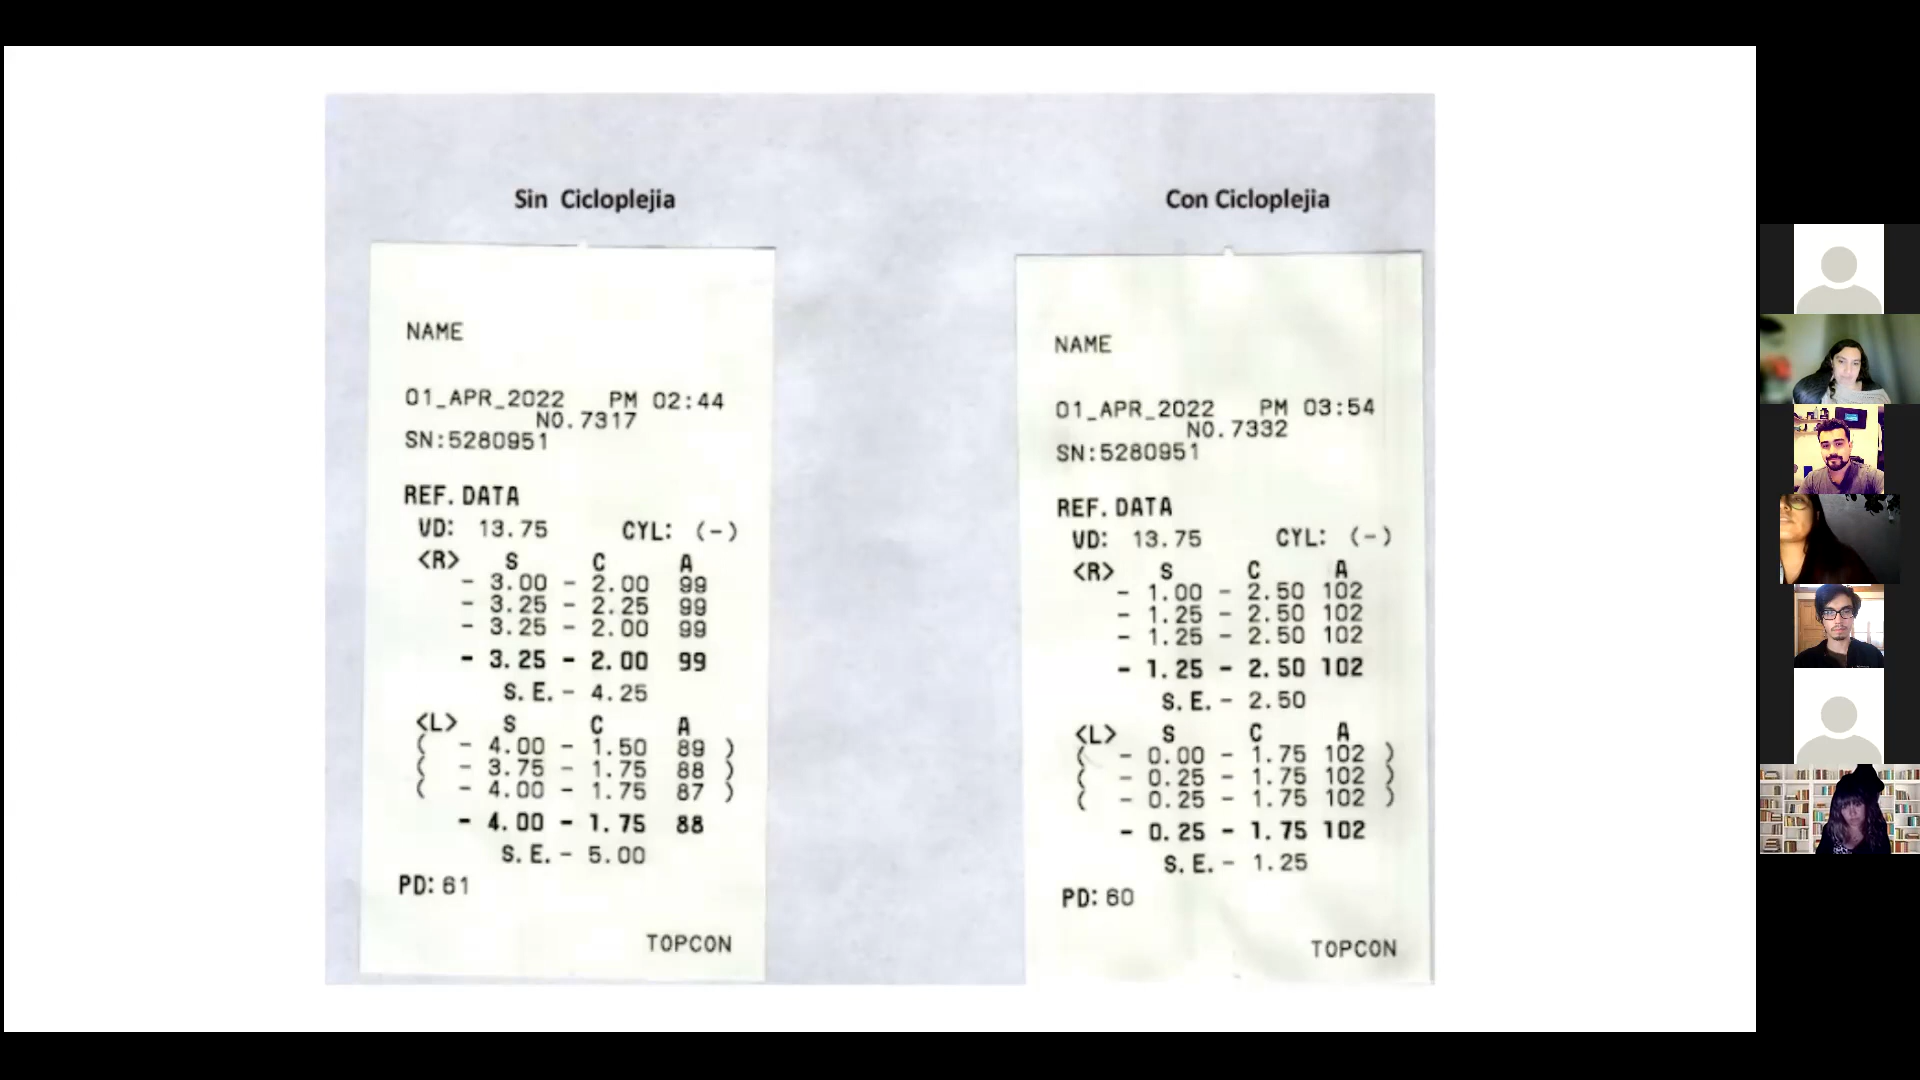 Sin Cicloplejia
NAME
01_APR_2022 PM 02:44
NO.7317
SN:5280951
REF. DATA
VD: 13.75 CYL: (-)
<R> S C A
- 3.00 - 2.00 99
- 3.25 - 2.25 99
- 3.25 - 2.00 99
- 3.25 - 2.00 99
S.E. - 4.25
<L> S C A
( - 4.00 - 1.50 89 )
( - 3.75 - 1.75 88 )
( - 4.00 - 1.75 87 )
- 4.00 - 1.75 88
S.E. - 5.00
PD: 61
TOPCON
Con Cicloplejia
NAME
01_APR_2022 PM 03:54
NO.7332
SN:5280951
REF. DATA
VD: 13.75 CYL: (-)
<R> S C A
- 1.00 - 2.50 102
- 1.25 - 2.50 102
- 1.25 - 2.50 102
- 1.25 - 2.50 102
S.E. - 2.50
<L> S C A
( - 0.00 - 1.75 102 )
( - 0.25 - 1.75 102 )
( - 0.25 - 1.75 102 )
- 0.25 - 1.75 102
S.E. - 1.25
PD: 60
TOPCON